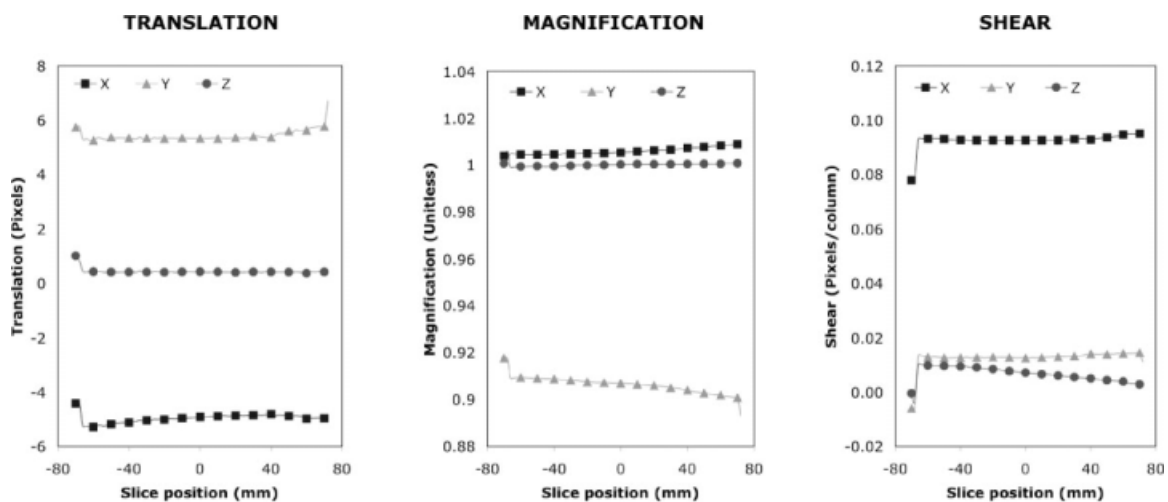 TRANSLATION
8
6
4
2
0
-2
-4
-6
X Y Z
Translation (Pixels)
-80 -40 0 40 80
Slice position (mm)
MAGNIFICATION
1.04
1.02
1
0.98
0.96
0.94
0.92
0.9
0.88
X Y Z
Magnification (Unitless)
-80 -40 0 40 80
Slice position (mm)
SHEAR
0.12
0.10
0.08
0.06
0.04
0.02
0.00
-0.02
X Y Z
Shear (Pixels/column)
-80 -40 0 40 80
Slice position (mm)